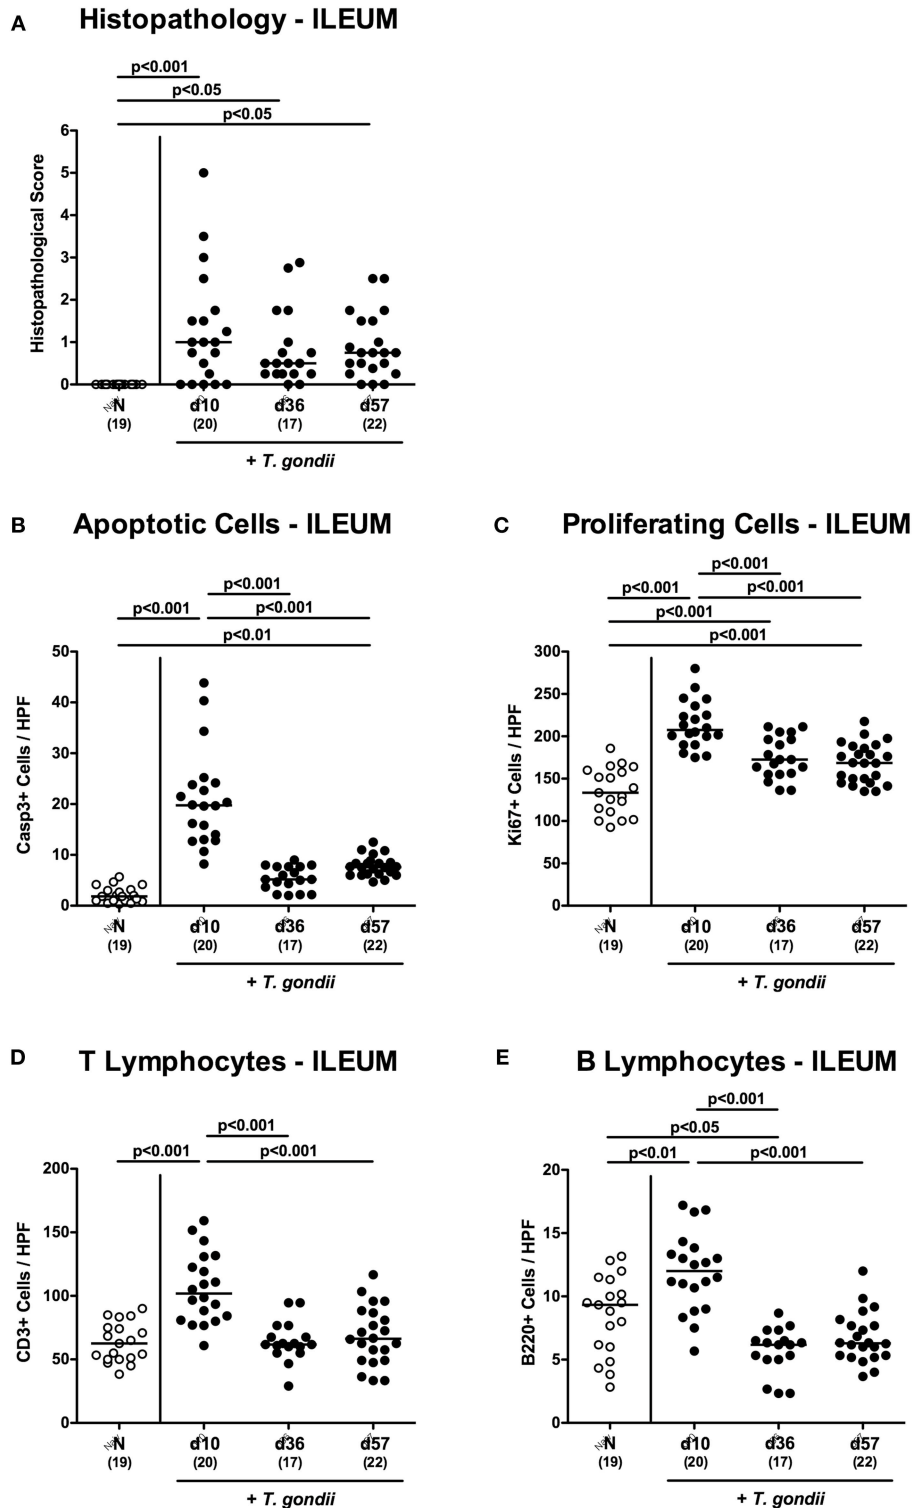 A
Histopathology - ILEUM
p<0.001
p<0.05
p<0.05
Histopathological Score
6
5
4
3
2
1
0
N d10 d36 d57
(19) (20) (17) (22)
+ T. gondii
B
Apoptotic Cells - ILEUM
p<0.001
p<0.001 p<0.001
p<0.01
Casp3+ Cells / HPF
50
40
30
20
10
0
N d10 d36 d57
(19) (20) (17) (22)
+ T. gondii
C
Proliferating Cells - ILEUM
p<0.001
p<0.001 p<0.001
p<0.001
p<0.001
Ki67+ Cells / HPF
300
250
200
150
100
50
0
N d10 d36 d57
(19) (20) (17) (22)
+ T. gondii
D
T Lymphocytes - ILEUM
p<0.001
p<0.001 p<0.001
CD3+ Cells / HPF
200
150
100
50
0
N d10 d36 d57
(19) (20) (17) (22)
+ T. gondii
E
B Lymphocytes - ILEUM
p<0.001
p<0.05
p<0.01 p<0.001
B220+ Cells / HPF
20
15
10
5
0
N d10 d36 d57
(19) (20) (17) (22)
+ T. gondii